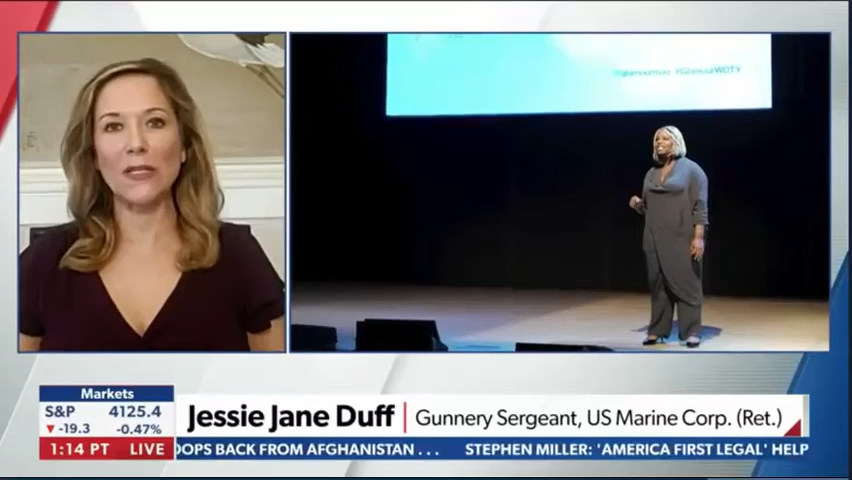 #GlamourWOTY
Markets
S&P 4125.4
▼ -19.3 -0.47%
1:14 PT LIVE
Jessie Jane Duff | Gunnery Sergeant, US Marine Corp. (Ret.)
BACK FROM AFGHANISTAN . . . STEPHEN MILLER: 'AMERICA FIRST LEGAL' HELP